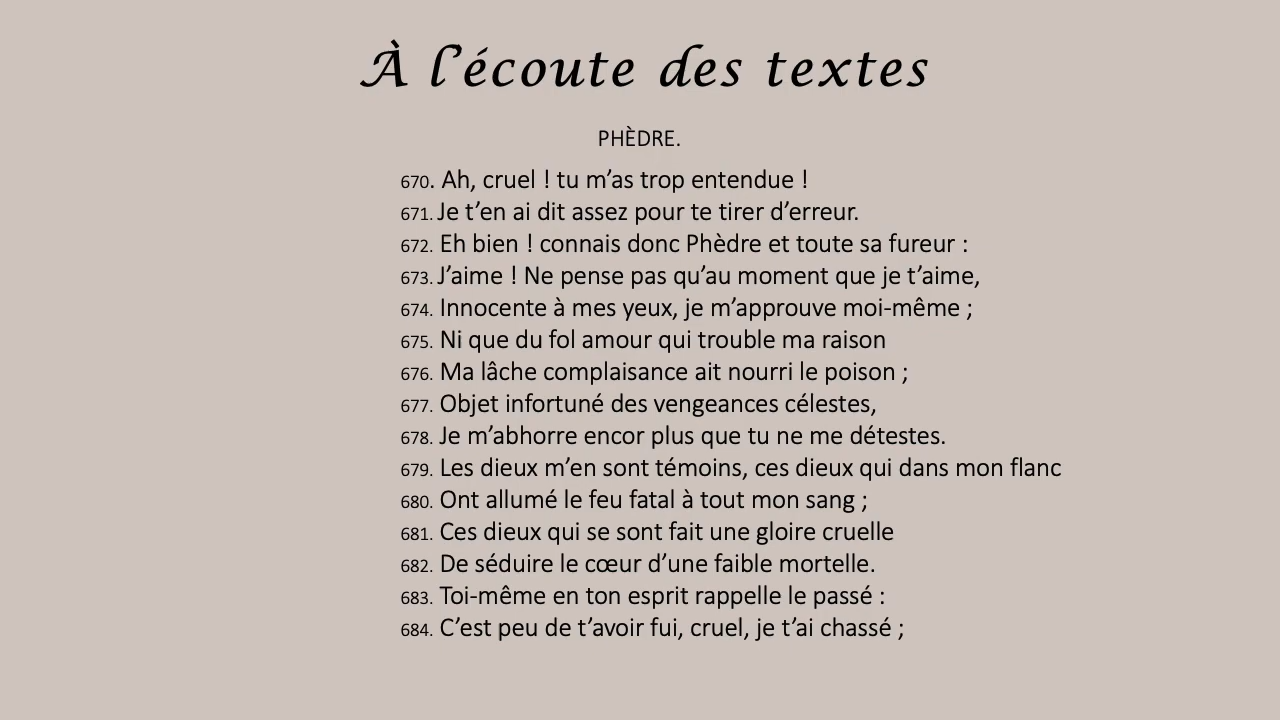 À l’écoute des textes
PHÈDRE.
670. Ah, cruel ! tu m’as trop entendue !
671. Je t’en ai dit assez pour te tirer d’erreur.
672. Eh bien ! connais donc Phèdre et toute sa fureur :
673. J’aime ! Ne pense pas qu’au moment que je t’aime,
674. Innocente à mes yeux, je m’approuve moi-même ;
675. Ni que du fol amour qui trouble ma raison
676. Ma lâche complaisance ait nourri le poison ;
677. Objet infortuné des vengeances célestes,
678. Je m’abhorre encor plus que tu ne me détestes.
679. Les dieux m’en sont témoins, ces dieux qui dans mon flanc
680. Ont allumé le feu fatal à tout mon sang ;
681. Ces dieux qui se sont fait une gloire cruelle
682. De séduire le cœur d’une faible mortelle.
683. Toi-même en ton esprit rappelle le passé :
684. C’est peu de t’avoir fui, cruel, je t’ai chassé ;